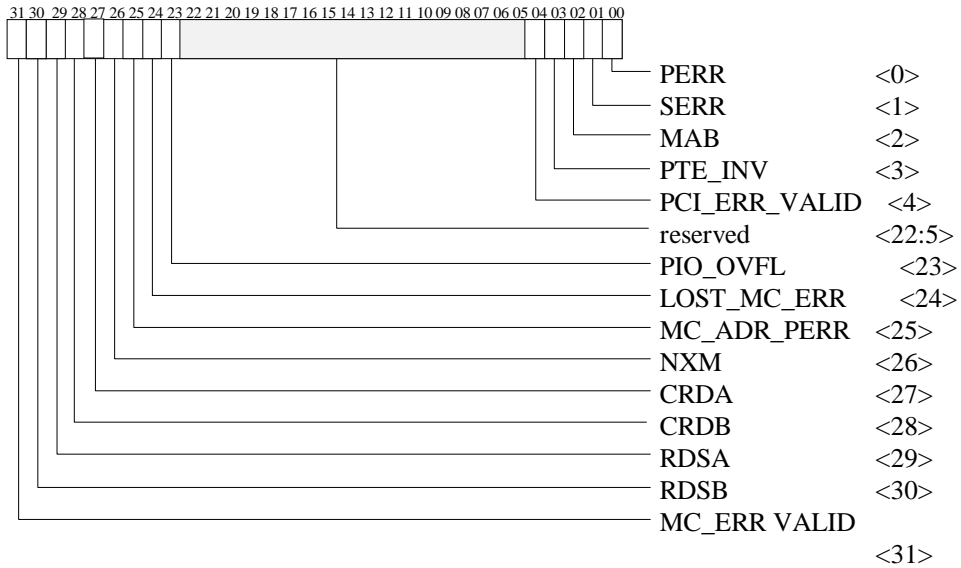 31 30 29 28 27 26 25 24 23 22 21 20 19 18 17 16 15 14 13 12 11 10 09 08 07 06 05 04 03 02 01 00
PERR <0>
SERR <1>
MAB <2>
PTE_INV <3>
PCI_ERR_VALID <4>
reserved <22:5>
PIO_OVFL <23>
LOST_MC_ERR <24>
MC_ADR_PERR <25>
NXM <26>
CRDA <27>
CRDB <28>
RDSA <29>
RDSB <30>
MC_ERR VALID
<31>